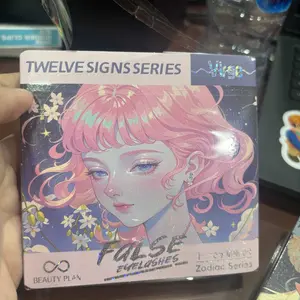 TWELVE SIGNS SERIES
Virgo
FALSE
EYELASHES
BEAUTY PLAN
Zodiac Series